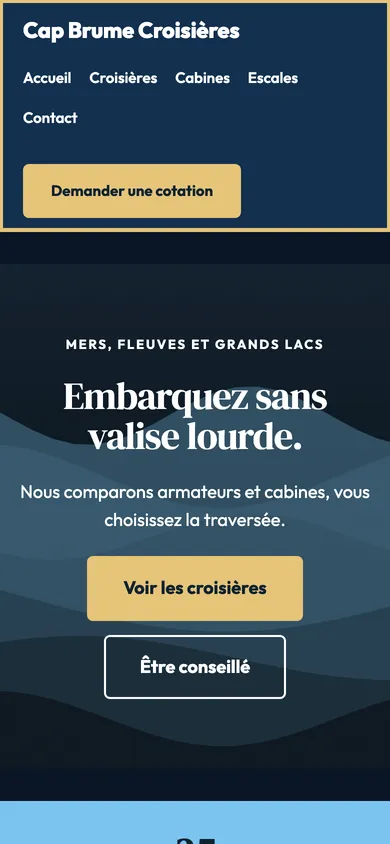 Cap Brume Croisières
Accueil Croisières Cabines Escales
Contact
Demander une cotation
MERS, FLEUVES ET GRANDS LACS
Embarquez sans
valise lourde.
Nous comparons armateurs et cabines, vous
choisissez la traversée.
Voir les croisières
Être conseillé